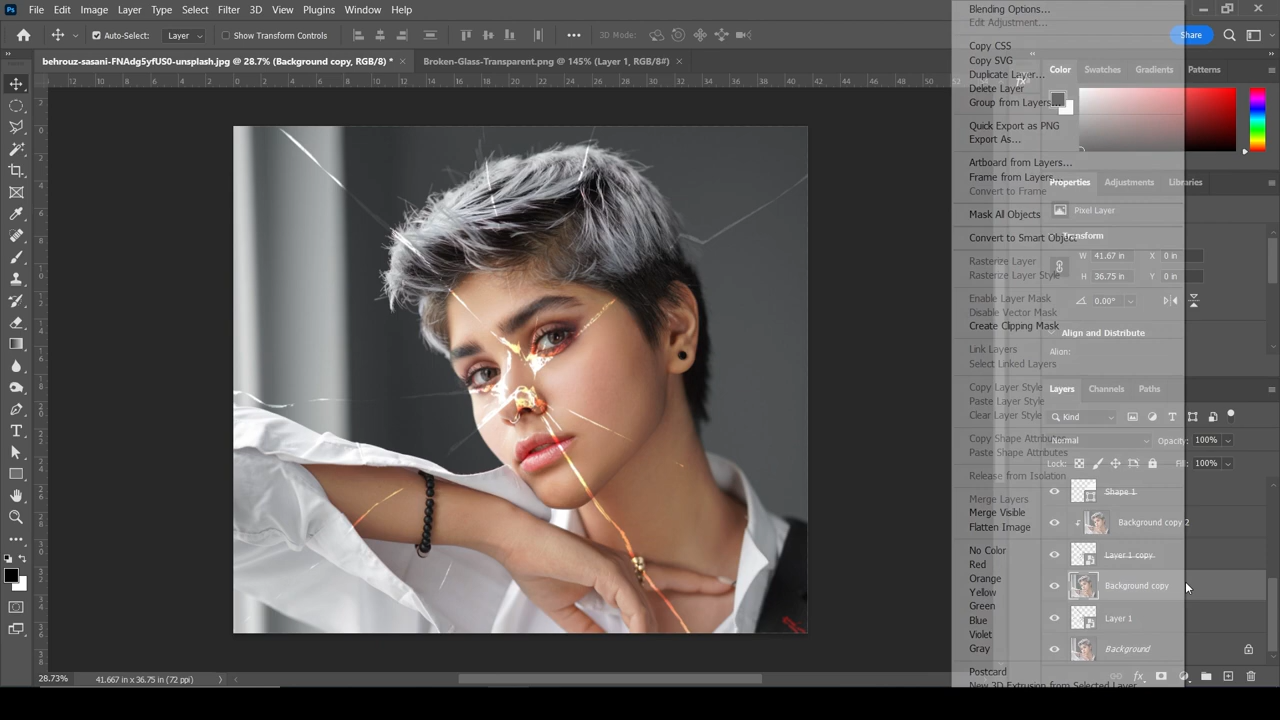 Ps File Edit Image Layer Type Select Filter 3D View Plugins Window Help
Blending Options...
Edit Adjustment...
Copy CSS
Copy SVG
Duplicate Layer...
Delete Layer
Group from Layers...
Quick Export as PNG
Export As...
Artboard from Layers...
Frame from Layers...
Convert to Frame
Mask All Objects
Convert to Smart Object
Rasterize Layer
Rasterize Layer Style
Enable Layer Mask
Disable Vector Mask
Create Clipping Mask
Link Layers
Select Linked Layers
Copy Layer Style
Paste Layer Style
Clear Layer Style
Copy Shape Attributes
Paste Shape Attributes
Release from Isolation
Merge Layers
Merge Visible
Flatten Image
No Color
Red
Orange
Yellow
Green
Blue
Violet
Gray
Postcard
New 3D Extrusion from Selected Layer
Auto-Select: Layer Show Transform Controls 3D Mode: Share
behrouz-sasani-FNAdg5yfUS0-unsplash.jpg @ 28.7% (Background copy, RGB/8) * Broken-Glass-Transparent.png @ 145% (Layer 1, RGB/8#)
Color Swatches Gradients Patterns
Properties Adjustments Libraries
Pixel Layer
Transform
W 41.67 in X 0 in
H 36.75 in Y 0 in
0.00°
Align and Distribute
Align:
Layers Channels Paths
Kind
Normal Opacity: 100%
Lock: Fill: 100%
Shape 1
Background copy 2
Layer 1 copy
Background copy
Layer 1
Background
fx
28.73% 41.667 in x 36.75 in (72 ppi)